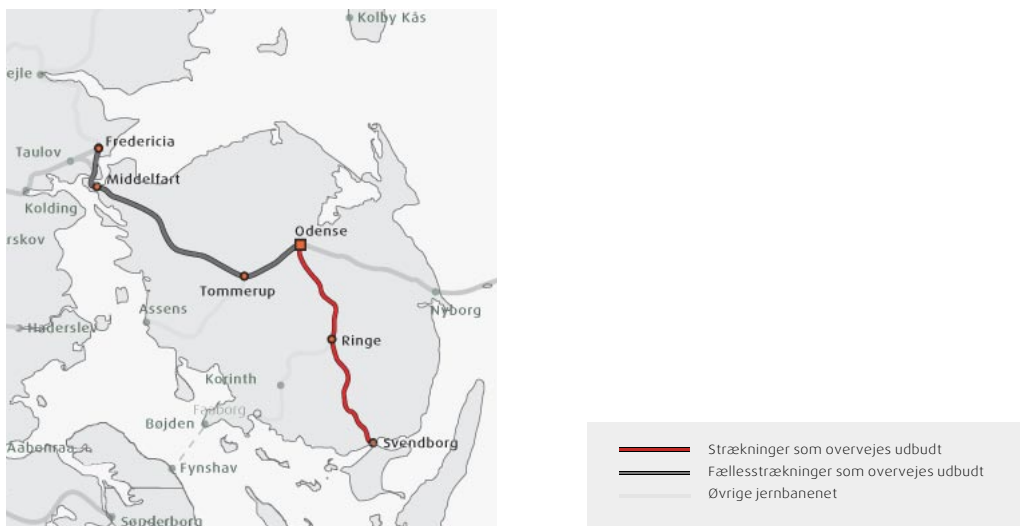 Kolby Kås
ejle
Fredericia
Taulov
Middelfart
Kolding
Odense
rskov
Tommerup
Assens
Nyborg
Haderslev
Ringe
Korinth
Faaborg
Bøjden
Svendborg
Aabenraa
Fynshav
Sønderborg
Strækninger som overvejes udbudt
Fællesstrækninger som overvejes udbudt
Øvrige jernbanenet